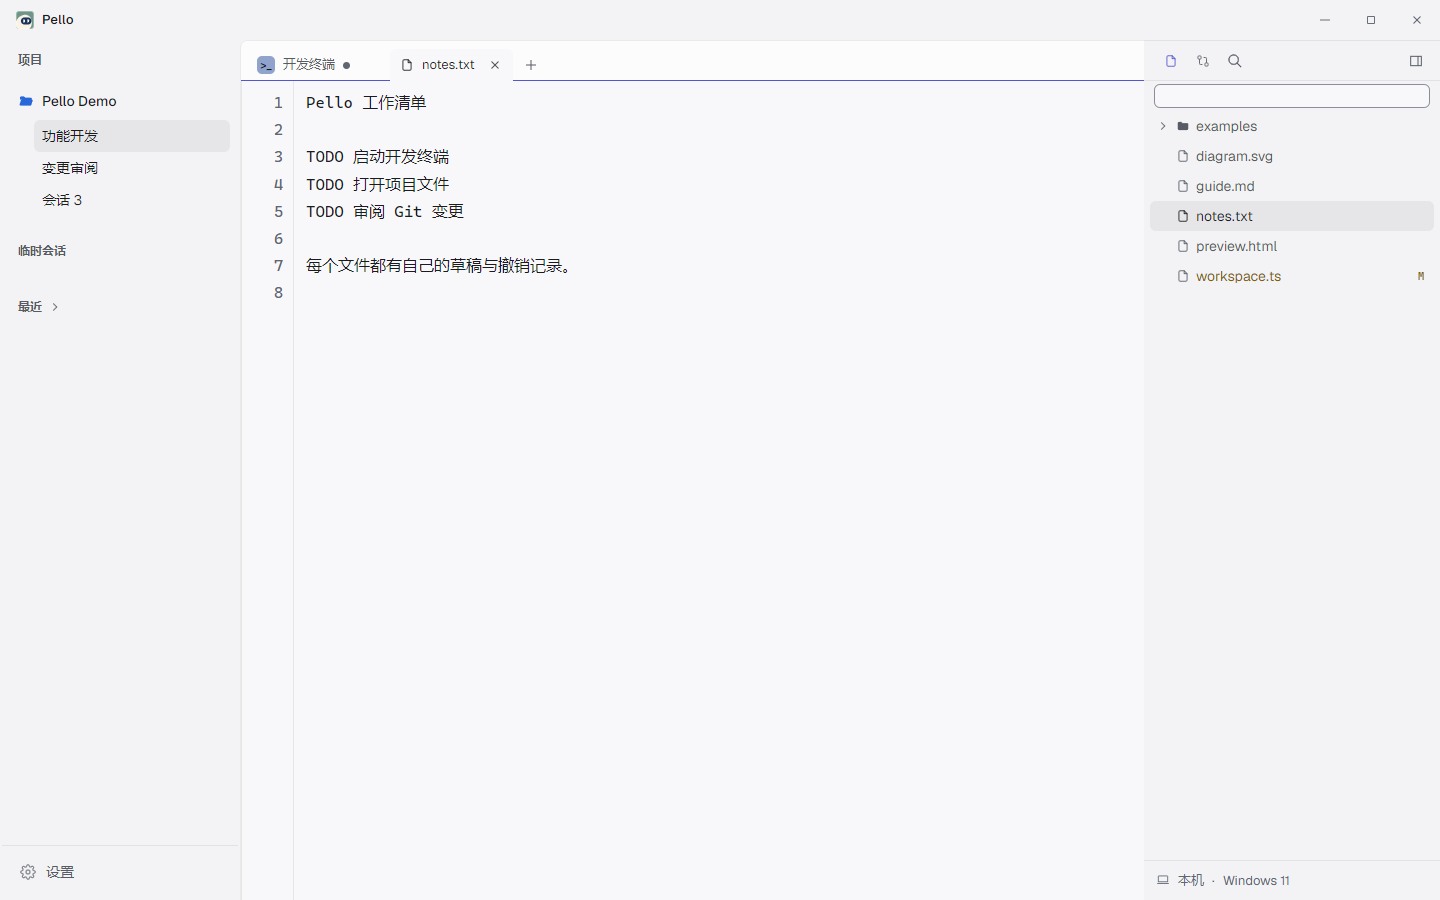 Pello
项目
Pello Demo
功能开发
变更审阅
会话 3
临时会话
最近
设置
>_ 开发终端
notes.txt
1 Pello 工作清单
2
3 TODO 启动开发终端
4 TODO 打开项目文件
5 TODO 审阅 Git 变更
6
7 每个文件都有自己的草稿与撤销记录。
8
examples
diagram.svg
guide.md
notes.txt
preview.html
workspace.ts M
本机 · Windows 11